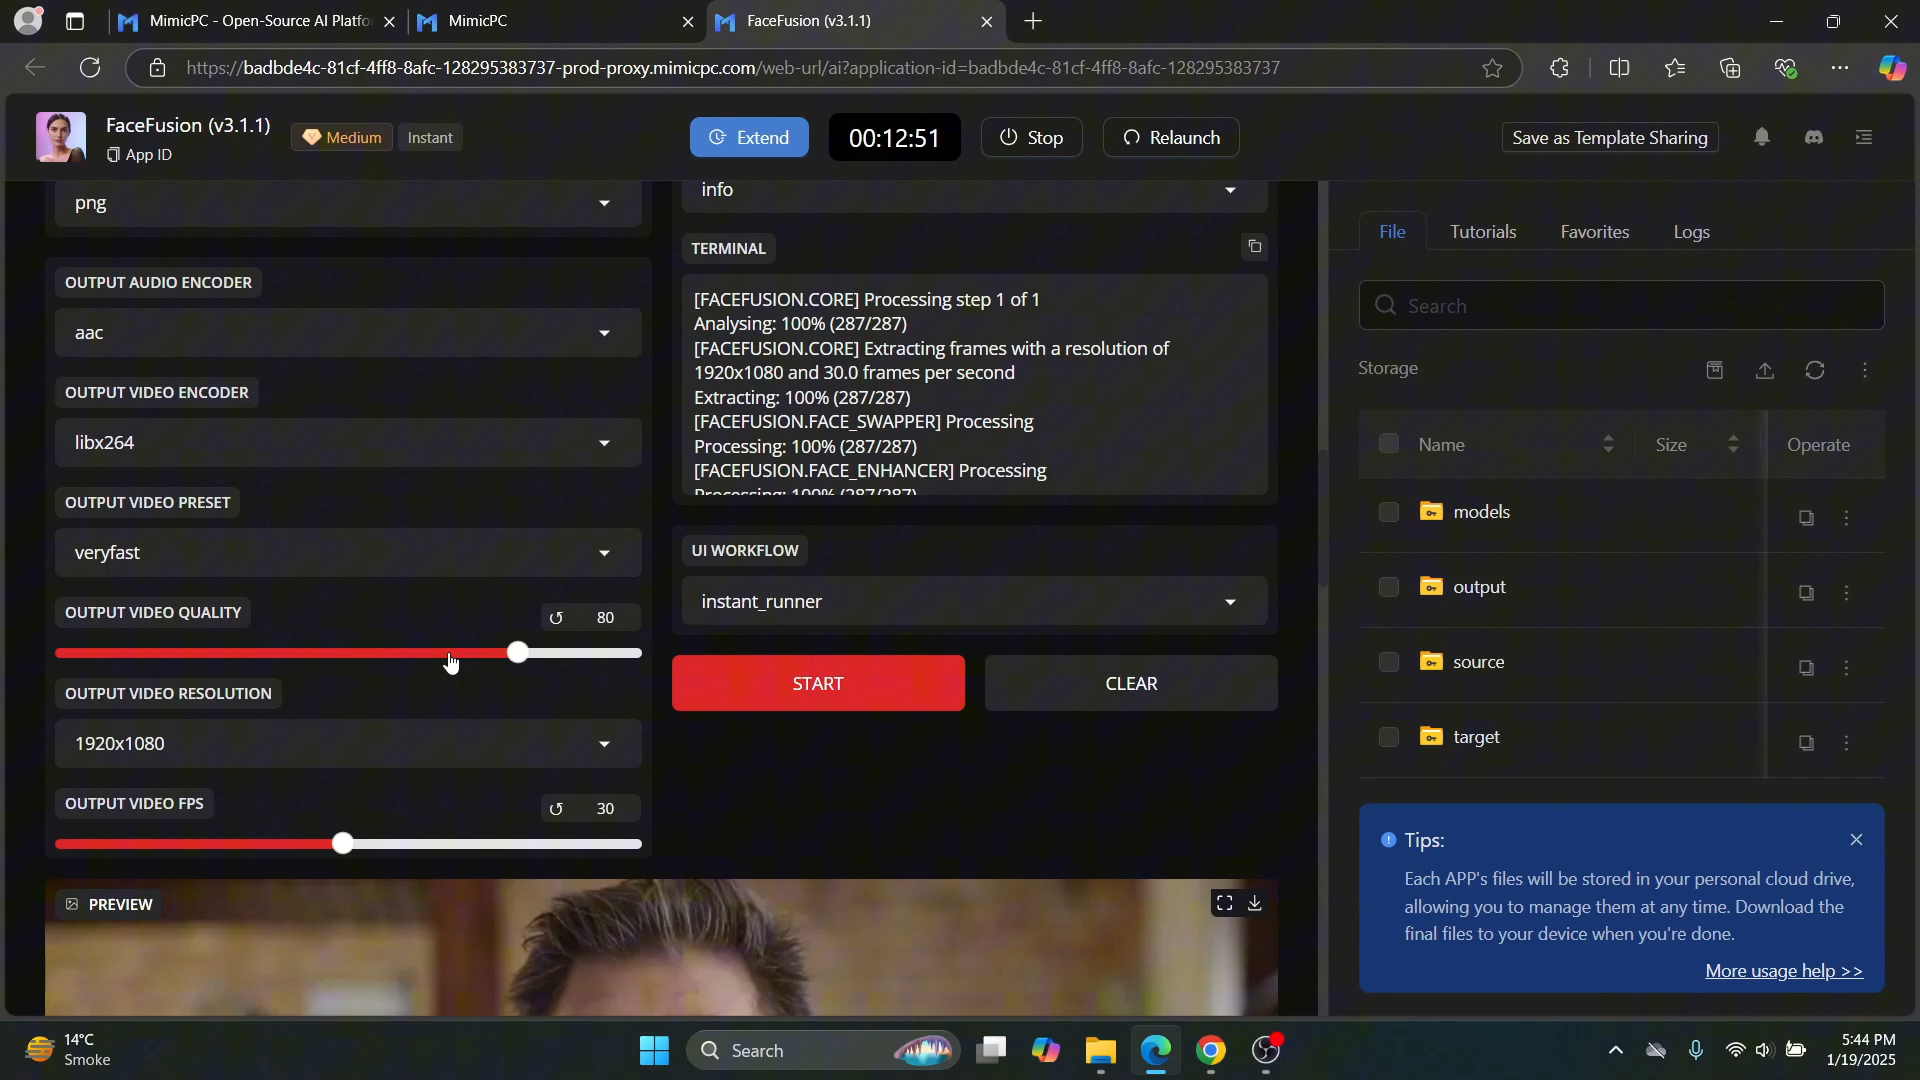 MimicPC - Open-Source AI Platfo
MimicPC
FaceFusion (v3.1.1)
https://badbde4c-81cf-4ff8-8afc-128295383737-prod-proxy.mimicpc.com/web-url/ai?application-id=badbde4c-81cf-4ff8-8afc-128295383737
FaceFusion (v3.1.1)
App ID
Medium
Instant
Extend
00:12:51
Stop
Relaunch
Save as Template Sharing
png
OUTPUT AUDIO ENCODER
aac
OUTPUT VIDEO ENCODER
libx264
OUTPUT VIDEO PRESET
veryfast
OUTPUT VIDEO QUALITY
80
OUTPUT VIDEO RESOLUTION
1920x1080
OUTPUT VIDEO FPS
30
info
TERMINAL
[FACEFUSION.CORE] Processing step 1 of 1
Analysing: 100% (287/287)
[FACEFUSION.CORE] Extracting frames with a resolution of
1920x1080 and 30.0 frames per second
Extracting: 100% (287/287)
[FACEFUSION.FACE_SWAPPER] Processing
Processing: 100% (287/287)
[FACEFUSION.FACE_ENHANCER] Processing
Processing: 100% (287/287)
UI WORKFLOW
instant_runner
START
CLEAR
PREVIEW
File
Tutorials
Favorites
Logs
Search
Storage
Name
Size
Operate
models
output
source
target
Tips:
Each APP's files will be stored in your personal cloud drive,
allowing you to manage them at any time. Download the
final files to your device when you're done.
More usage help >>
14°C
Smoke
Search
5:44 PM
1/19/2025